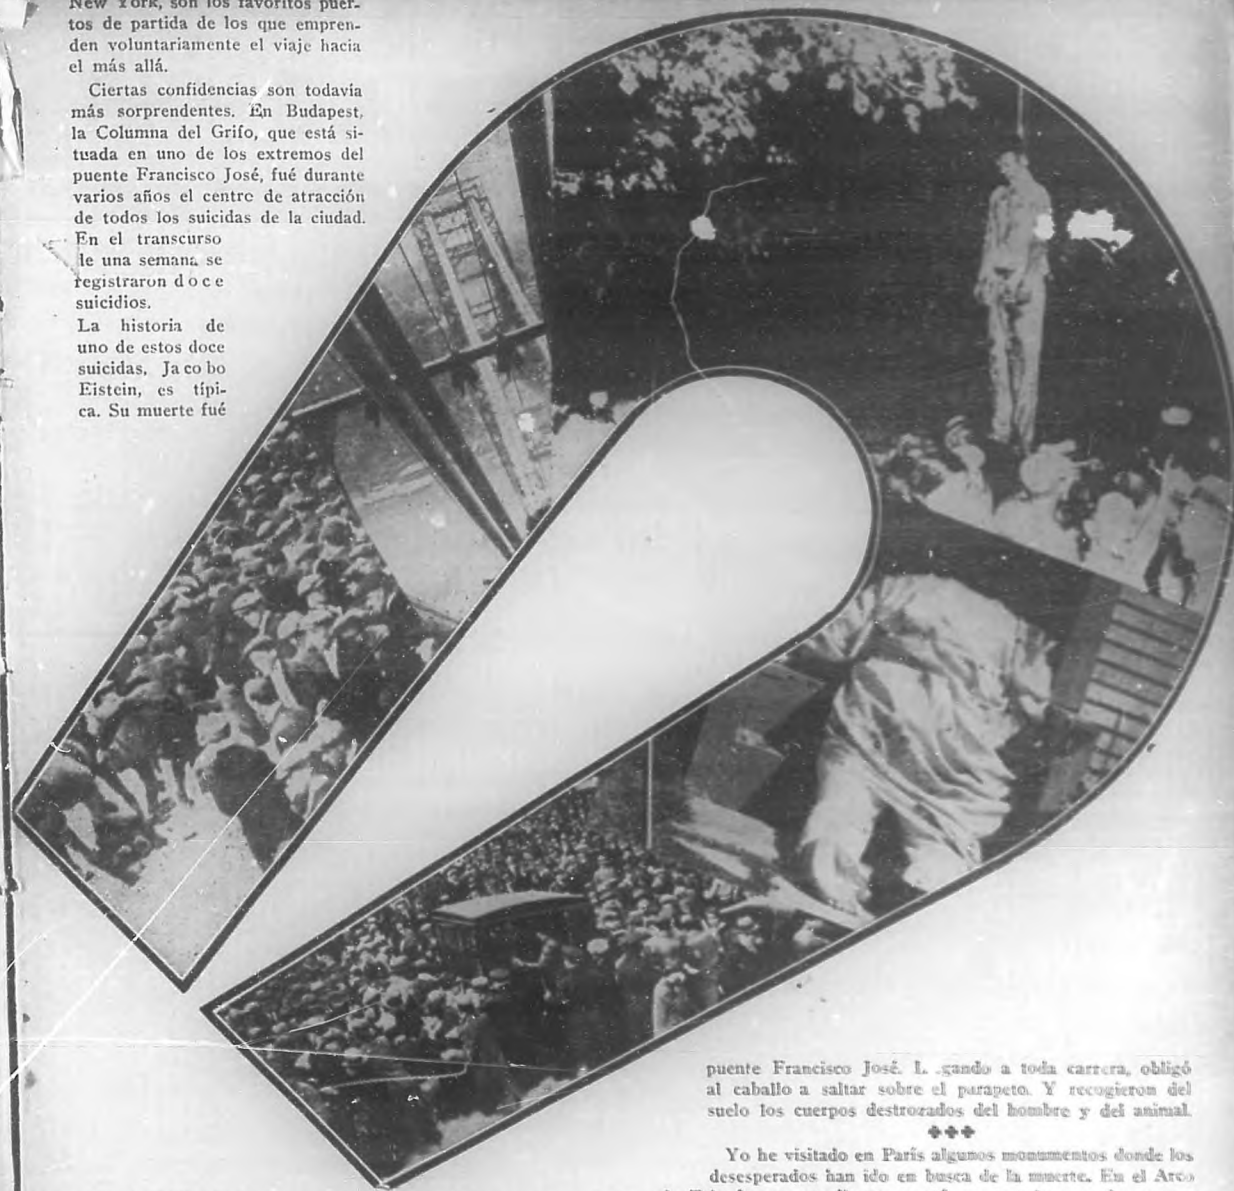 New York, son los favoritos puer-
tos de partida de los que empren-
den voluntariamente el viaje hacia
el más allá.
Ciertas confidencias son todavía
más sorprendentes. En Budapest,
la Columna del Grifo, que está si-
tuada en uno de los extremos del
puente Francisco José, fué durante
varios años el centro de atracción
de todos los suicidas de la ciudad.
En el transcurso
de una semana se
registraron doce
suicidios.
La historia de
uno de estos doce
suicidas, Jacobo
Eistein, es típi-
ca. Su muerte fué
puente Francisco José. a toda carrera, obligó
al caballo a saltar sobre el parapeto. Y recogieron del
suelo los cuerpos destrozados del hombre y del animal.
Yo he visitado en París algunos monumentos donde los
desesperados han ido en busca de la muerte. En el Arco